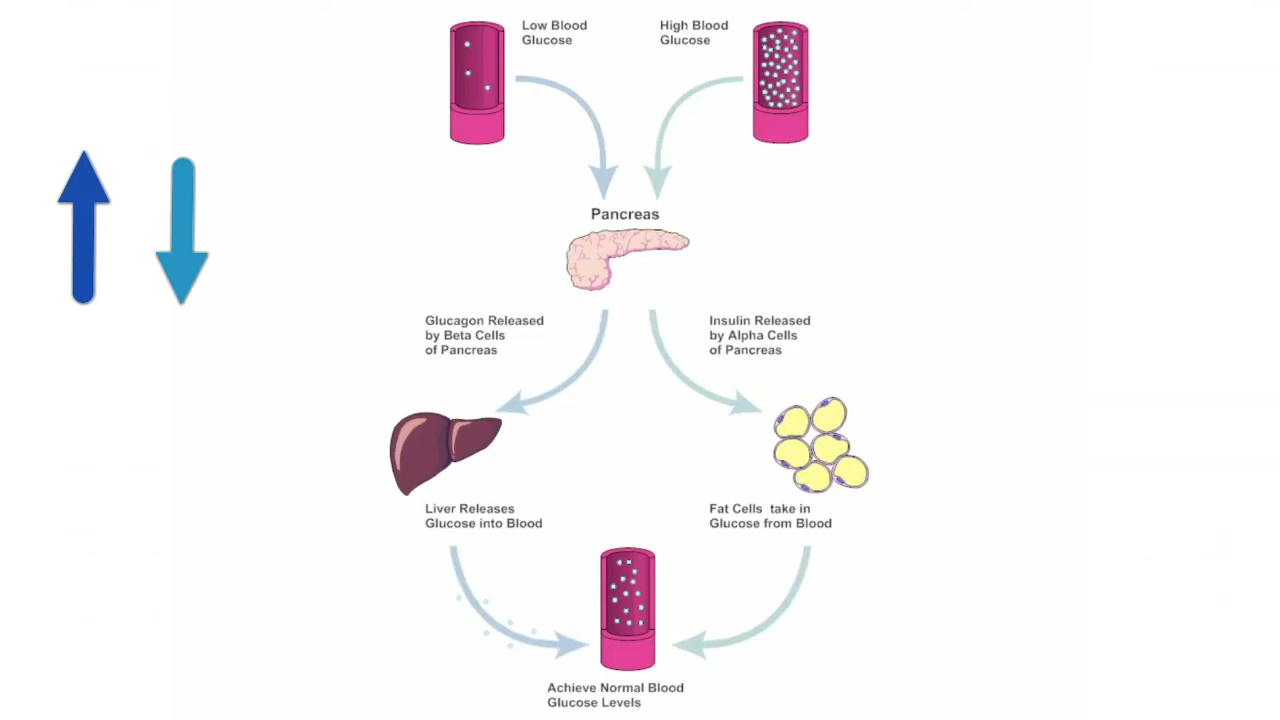 Low Blood
Glucose
High Blood
Glucose
Pancreas
Glucagon Released
by Beta Cells
of Pancreas
Insulin Released
by Alpha Cells
of Pancreas
Liver Releases
Glucose into Blood
Fat Cells take in
Glucose from Blood
Achieve Normal Blood
Glucose Levels